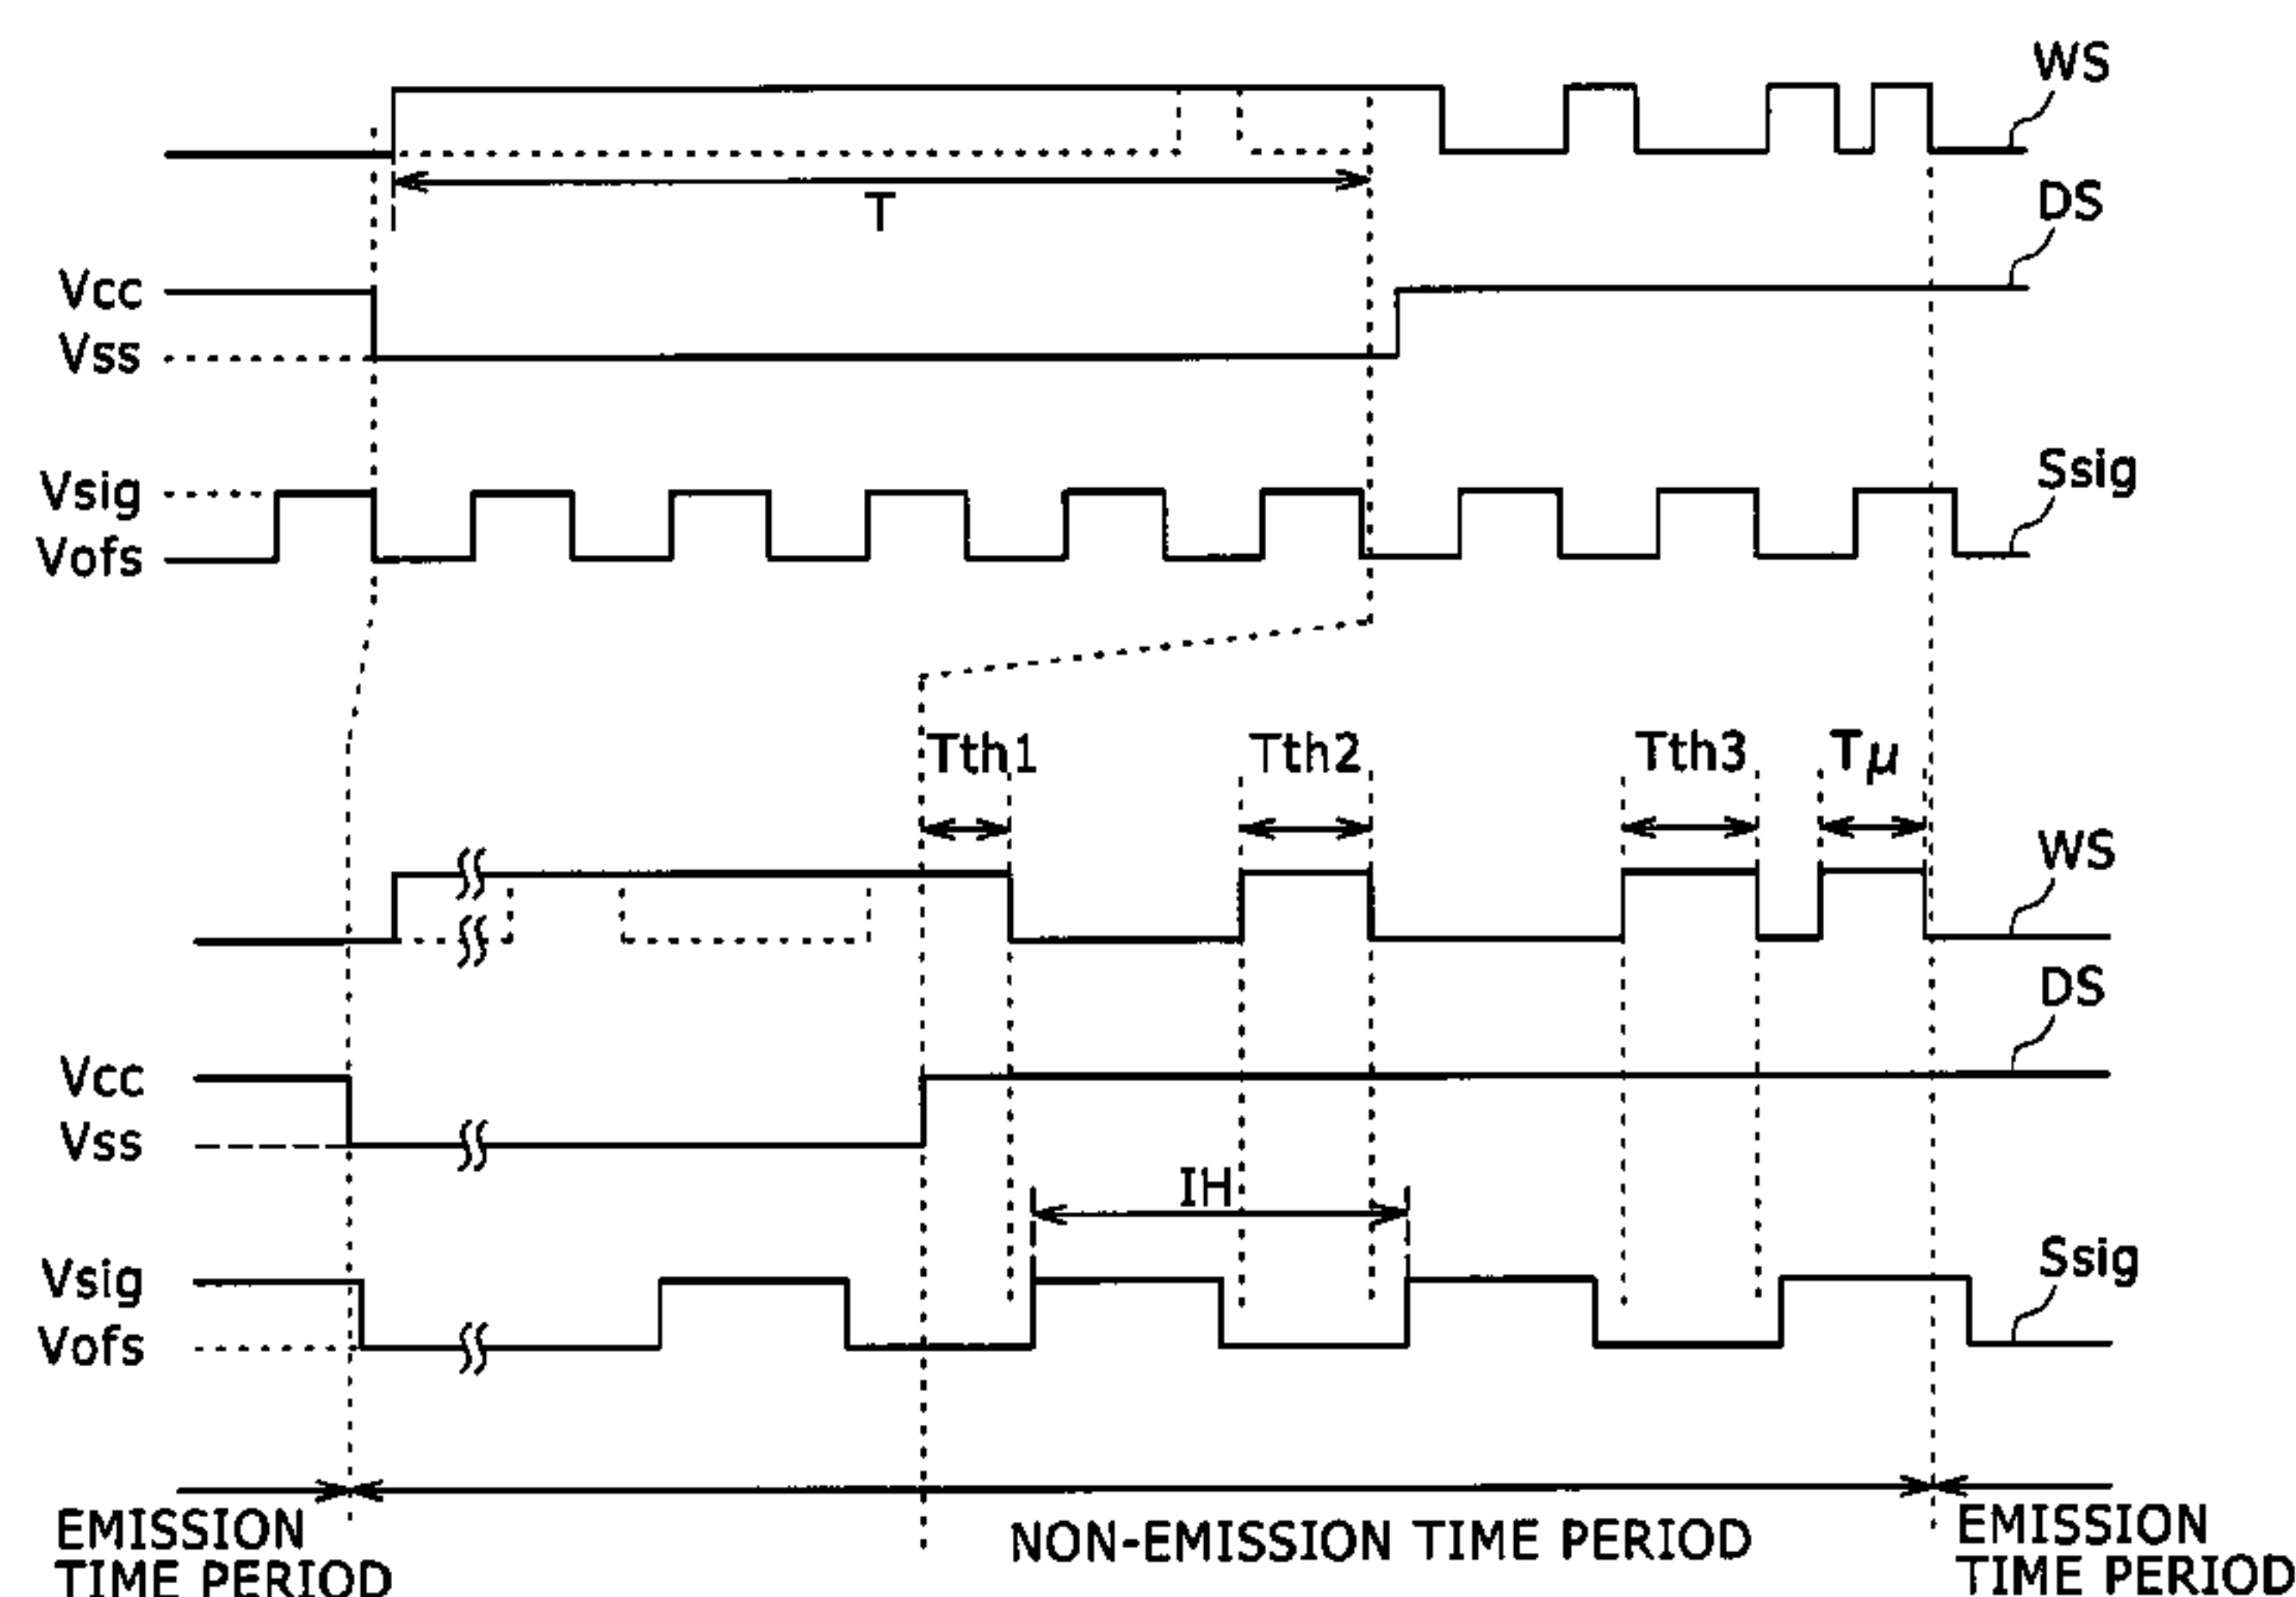 WS
T
DS
Vcc
Vss
Vsig
Ssig
Vofs
Tth1 Tth2 Tth3 Tμ
WS
DS
Vcc
Vss
IH
Vsig
Ssig
Vofs
EMISSION
TIME PERIOD
NON-EMISSION TIME PERIOD
EMISSION
TIME PERIOD